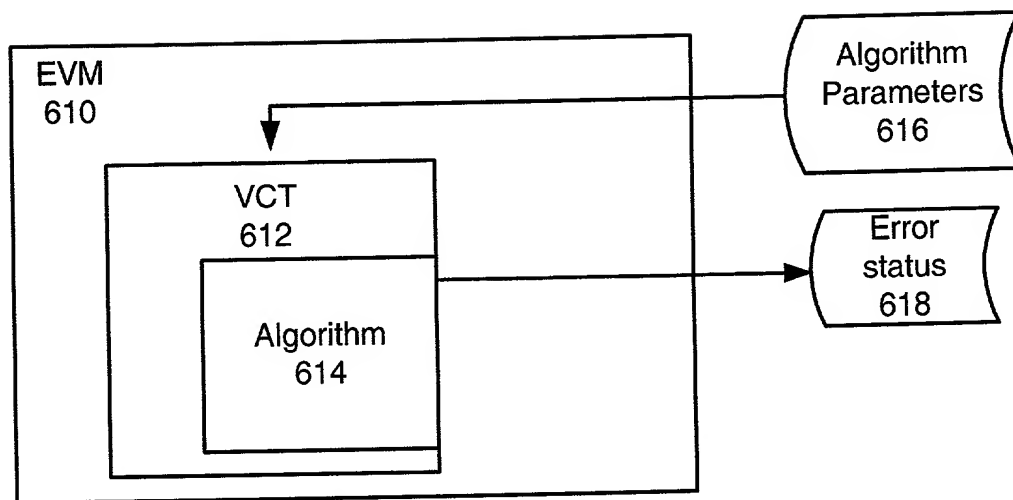 EVM
610
Algorithm
Parameters
616
VCT
612
Error
status
618
Algorithm
614